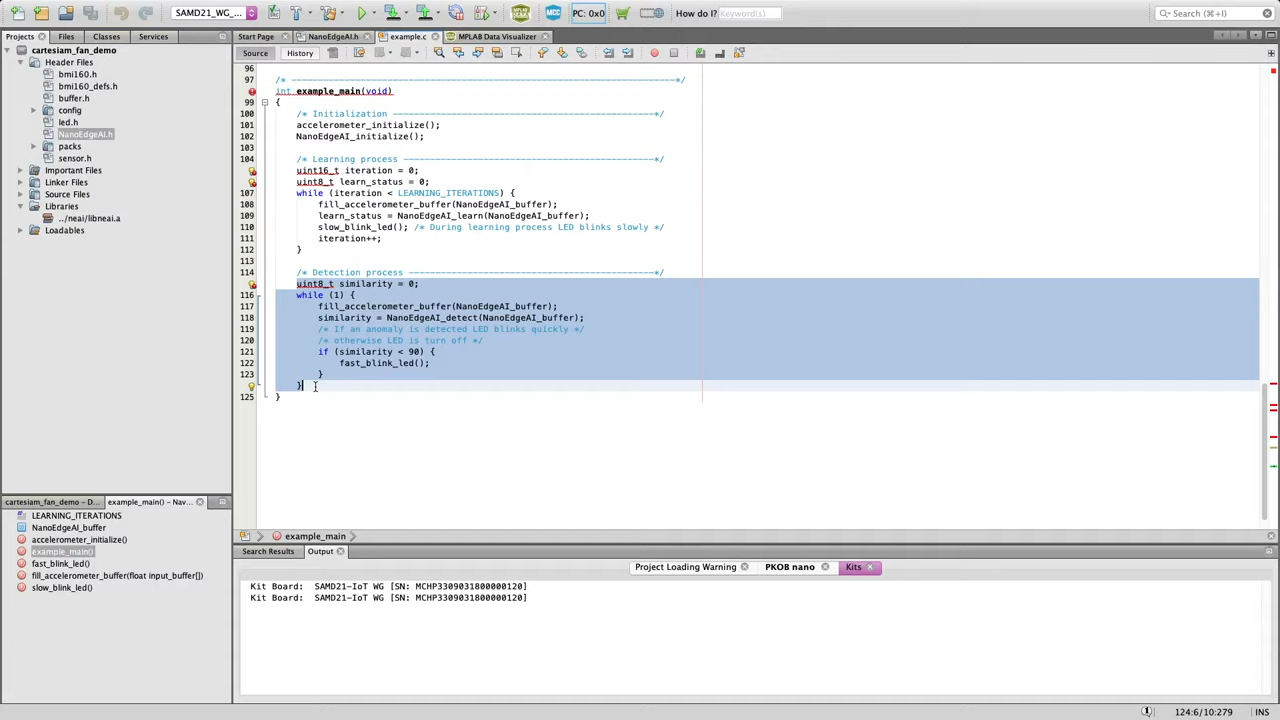 SAMD21_WG_...
PC: 0x0
How do I?
Keyword(s)
Search (⌘+I)
Projects
Files
Classes
Services
Start Page
NanoEdgeAI.h
example.c
MPLAB Data Visualizer
Source
History
cartesiam_fan_demo
Header Files
bmi160.h
bmi160_defs.h
buffer.h
config
led.h
NanoEdgeAI.h
packs
sensor.h
Important Files
Linker Files
Source Files
Libraries
../neai/libneai.a
Loadables
96
97 /* ----------------------------------------------------------------------*/
int example_main(void)
99 {
100 /* Initialization ---------------------------------------------------*/
101 accelerometer_initialize();
102 NanoEdgeAI_initialize();
103
104 /* Learning process -----------------------------------------------*/
uint16_t iteration = 0;
uint8_t learn_status = 0;
107 while (iteration < LEARNING_ITERATIONS) {
108 fill_accelerometer_buffer(NanoEdgeAI_buffer);
109 learn_status = NanoEdgeAI_learn(NanoEdgeAI_buffer);
110 slow_blink_led(); /* During learning process LED blinks slowly */
111 iteration++;
112 }
113
114 /* Detection process ----------------------------------------------*/
uint8_t similarity = 0;
116 while (1) {
117 fill_accelerometer_buffer(NanoEdgeAI_buffer);
118 similarity = NanoEdgeAI_detect(NanoEdgeAI_buffer);
119 /* If an anomaly is detected LED blinks quickly */
120 /* otherwise LED is turn off */
121 if (similarity < 90) {
122 fast_blink_led();
123 }
}
125 }
cartesiam_fan_demo - D...
example_main() - Nav...
LEARNING_ITERATIONS
NanoEdgeAI_buffer
accelerometer_initialize()
example_main()
fast_blink_led()
fill_accelerometer_buffer(float input_buffer[])
slow_blink_led()
example_main
Search Results
Output
Project Loading Warning
PKOB nano
Kits
Kit Board: SAMD21-IoT WG [SN: MCHP3309031800000120]
Kit Board: SAMD21-IoT WG [SN: MCHP3309031800000120]
124:6/10:279
INS